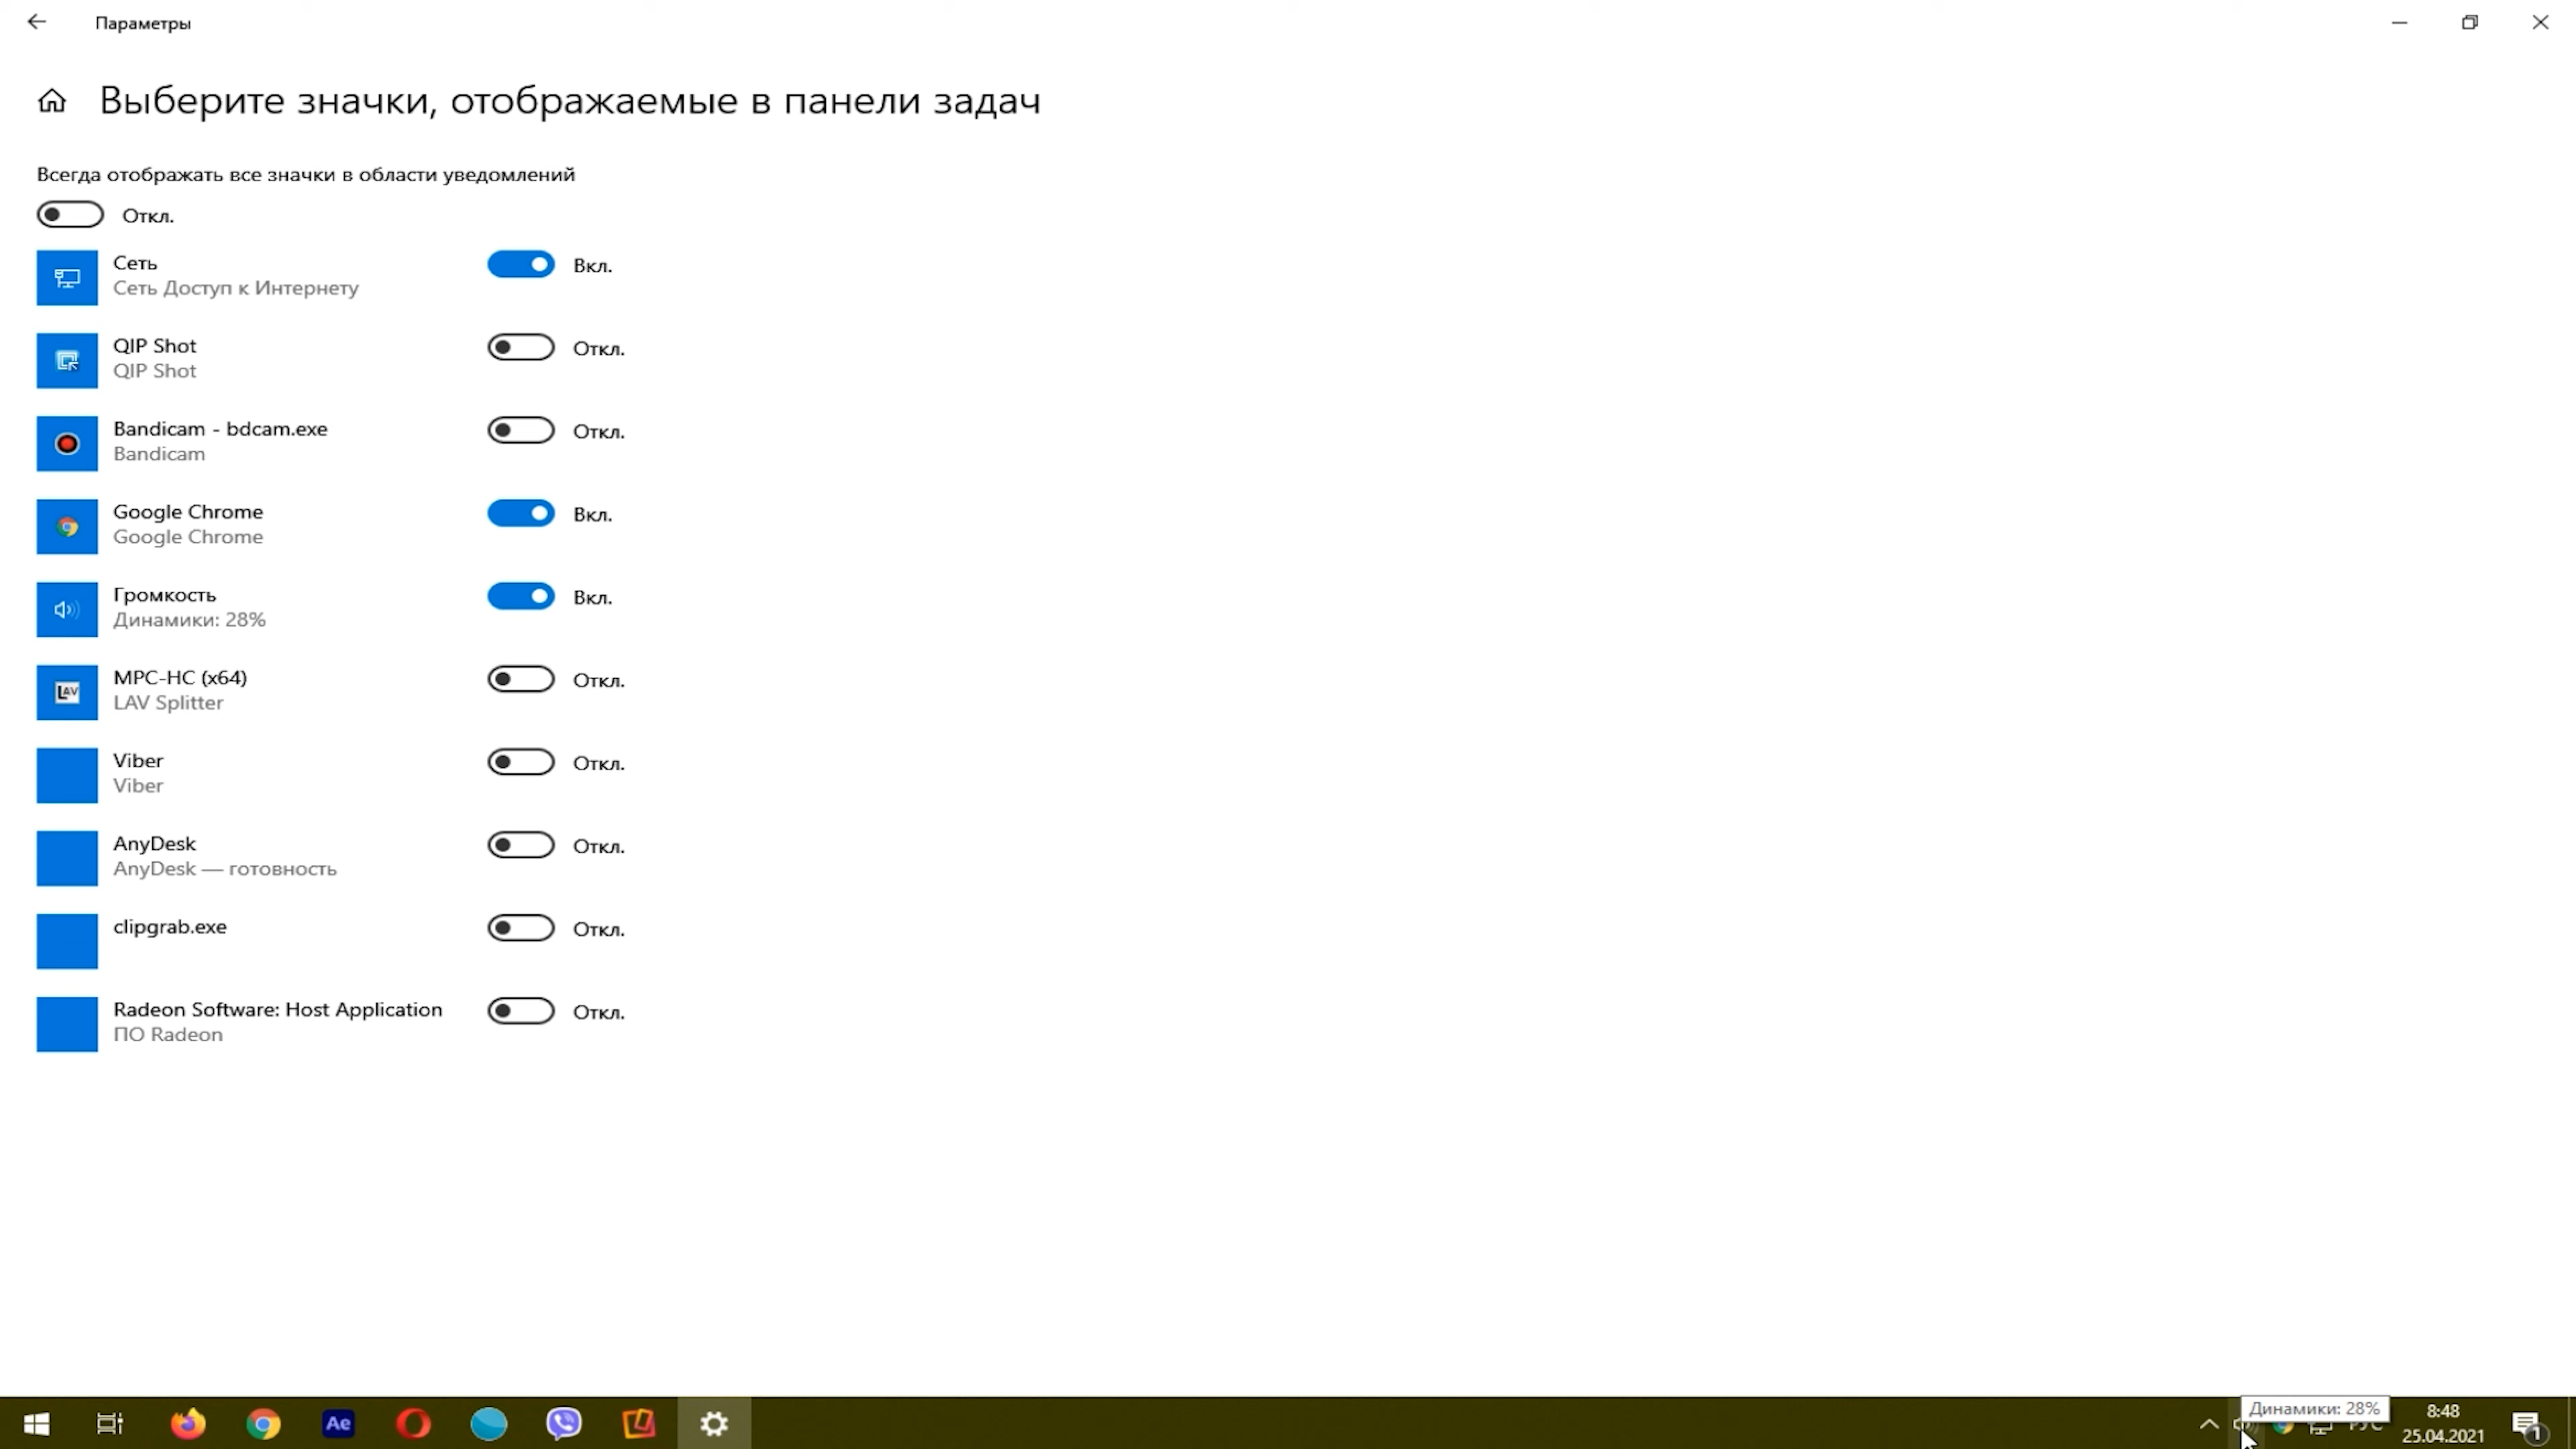 Параметры
Выберите значки, отображаемые в панели задач
Всегда отображать все значки в области уведомлений
Откл.
Сеть
Сеть Доступ к Интернету
Вкл.
QIP Shot
QIP Shot
Откл.
Bandicam - bdcam.exe
Bandicam
Откл.
Google Chrome
Google Chrome
Вкл.
Громкость
Динамики: 28%
Вкл.
LAV
MPC-HC (x64)
LAV Splitter
Откл.
Viber
Viber
Откл.
AnyDesk
AnyDesk — готовность
Откл.
clipgrab.exe
Откл.
Radeon Software: Host Application
ПО Radeon
Откл.
Ae
Динамики: 28%
РУС
8:48
25.04.2021
1